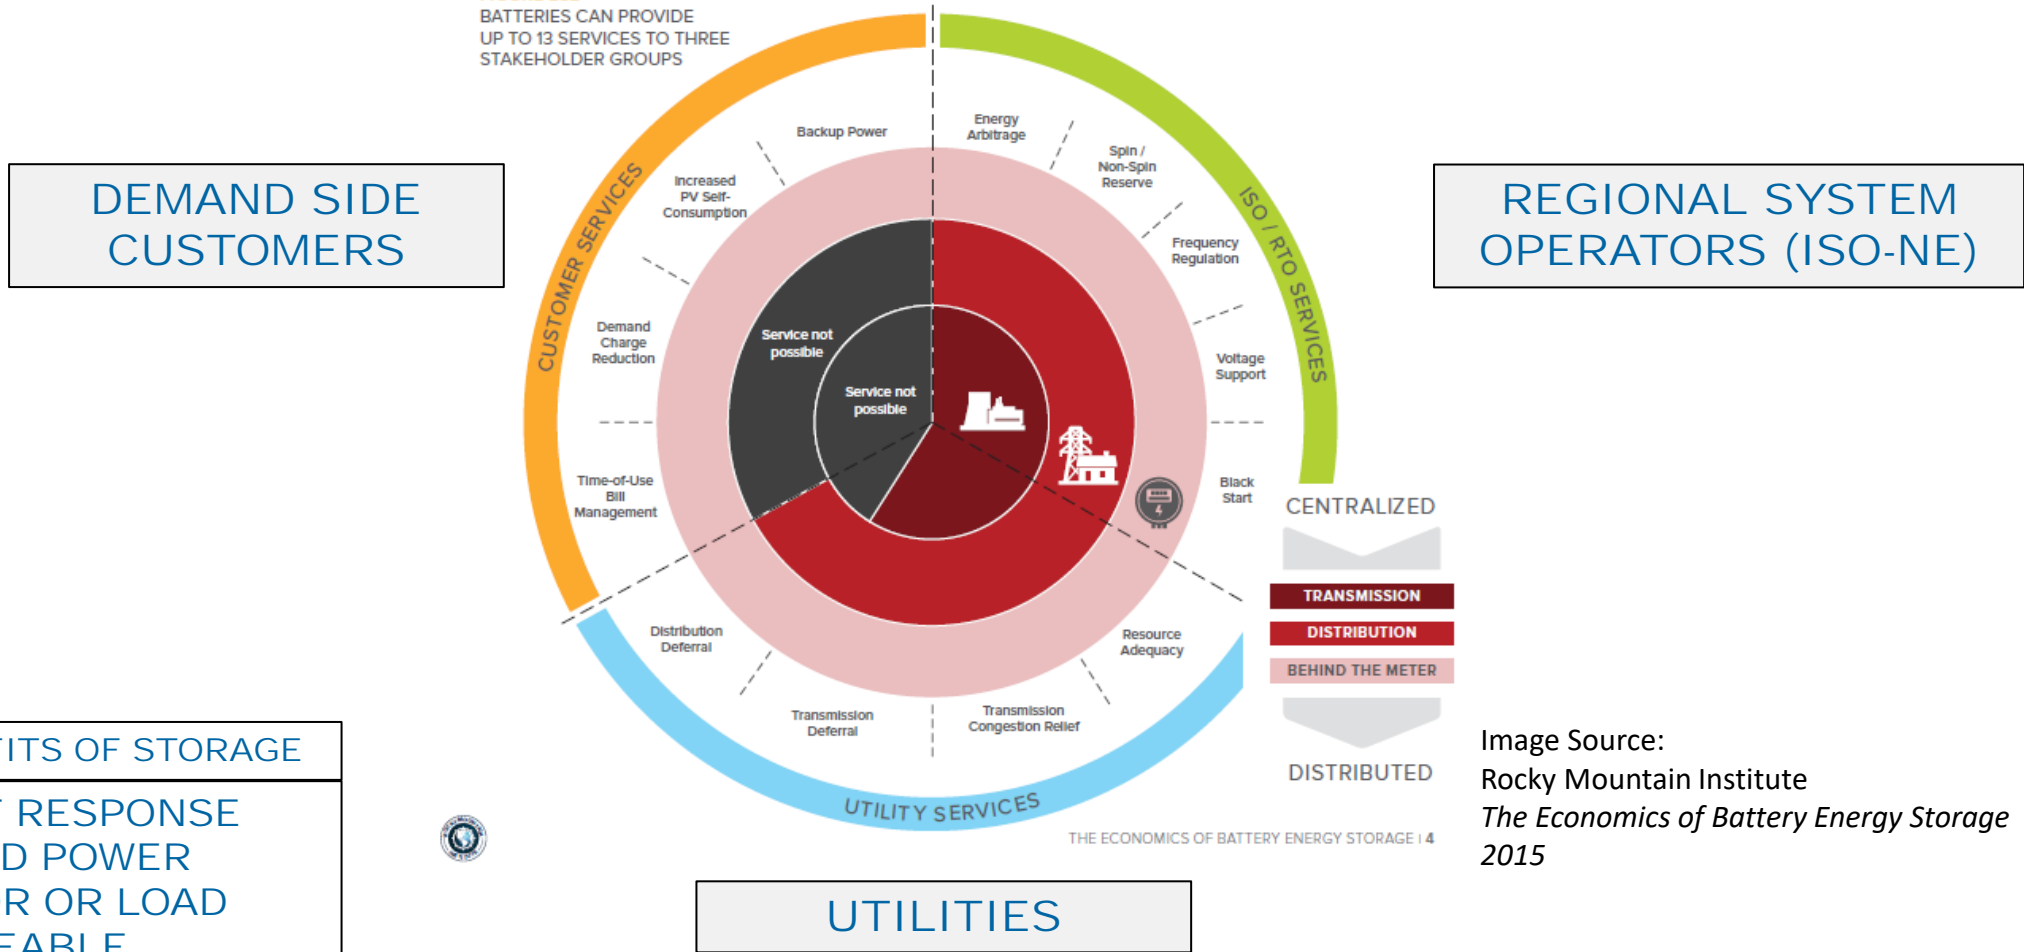 BATTERIES CAN PROVIDE
UP TO 13 SERVICES TO THREE
STAKEHOLDER GROUPS
DEMAND SIDE
CUSTOMERS
REGIONAL SYSTEM
OPERATORS (ISO-NE)
CUSTOMER SERVICES
ISO / RTO SERVICES
UTILITY SERVICES
Backup Power
Increased
PV Self-
Consumption
Demand
Charge
Reduction
Time-of-Use
Bill
Management
Energy
Arbitrage
Spin /
Non-Spin
Reserve
Frequency
Regulation
Voltage
Support
Black
Start
Service not
possible
Service not
possible
Distribution
Deferral
Transmission
Deferral
Transmission
Congestion Relief
Resource
Adequacy
CENTRALIZED
TRANSMISSION
DISTRIBUTION
BEHIND THE METER
DISTRIBUTED
THE ECONOMICS OF BATTERY ENERGY STORAGE | 4
Image Source:
Rocky Mountain Institute
The Economics of Battery Energy Storage
2015
ITS OF STORAGE
RESPONSE
POWER
OR LOAD
UTILITIES